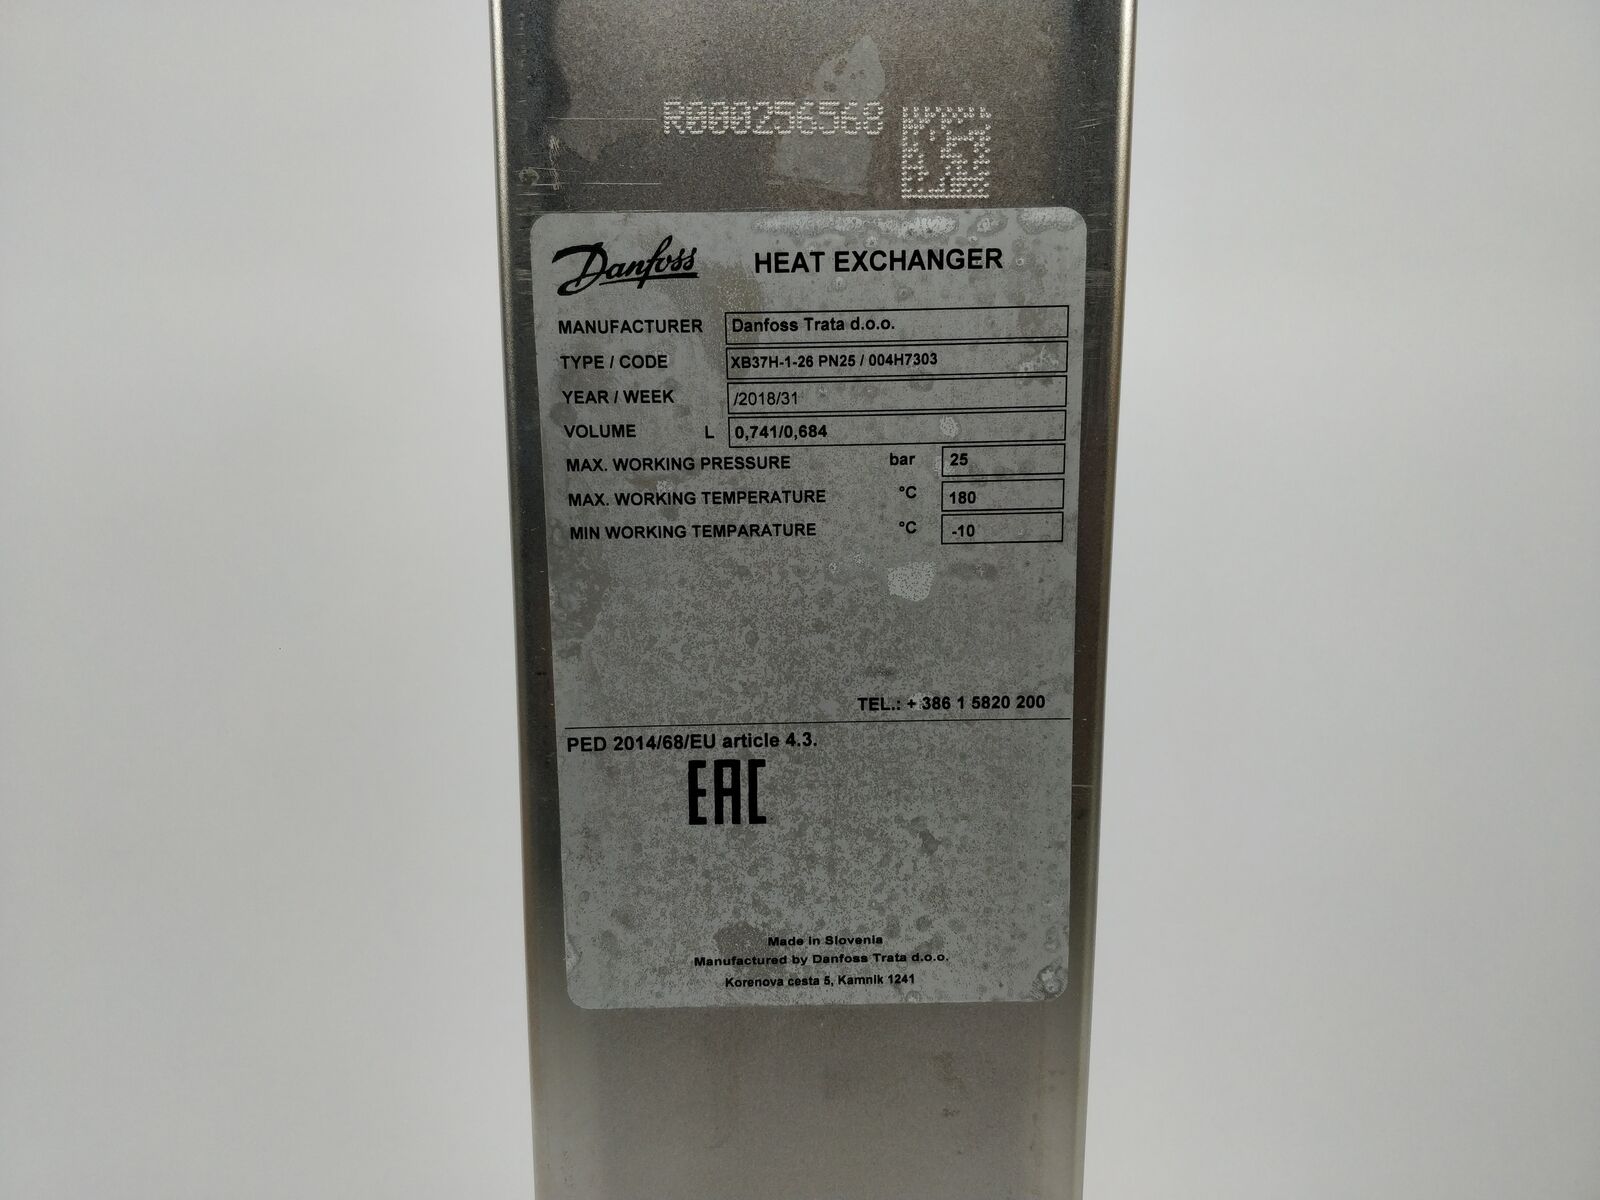 R000256568
Danfoss HEAT EXCHANGER
MANUFACTURER Danfoss Trata d.o.o.
TYPE / CODE XB37H-1-26 PN25 / 004H7303
YEAR / WEEK /2018/31
VOLUME L 0,741/0,684
MAX. WORKING PRESSURE bar 25
MAX. WORKING TEMPERATURE °C 180
MIN WORKING TEMPARATURE °C -10
TEL.: + 386 1 5820 200
PED 2014/68/EU article 4.3.
EAC
Made in Slovenia
Manufactured by Danfoss Trata d.o.o.
Korenova cesta 5, Kamnik 1241